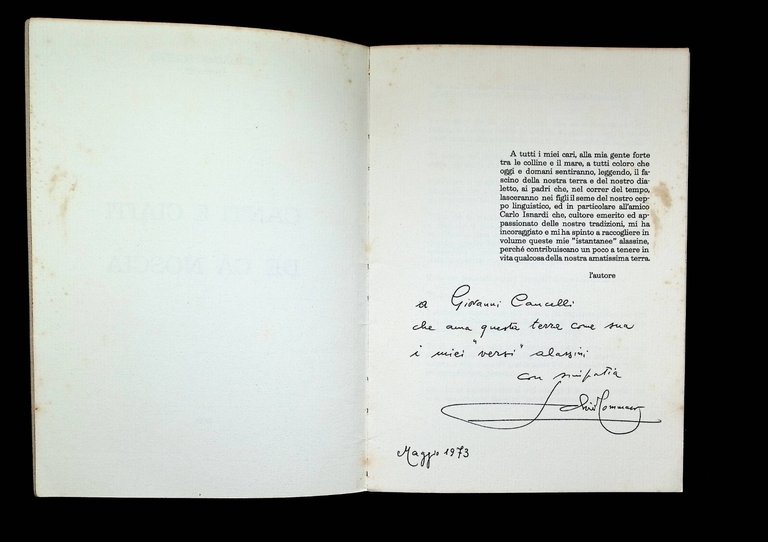 A tutti i miei cari, alla mia gente forte
tra le colline e il mare, a tutti coloro che
oggi e domani sentiranno, leggendo, il fa-
scino della nostra terra e del nostro dia-
letto, ai padri che, nel correr del tempo,
lasceranno nei figli il seme del nostro cep-
po linguistico, ed in particolare all'amico
Carlo Isnardi che, cultore emerito ed ap-
passionato delle nostre tradizioni, mi ha
incoraggiato e mi ha spinto a raccogliere in
volume queste mie "istantanee" alassine,
perché contribuiscano un poco a tenere in
vita qualcosa della nostra amatissima terra.
l'autore
a Giovanni Cancelli
che ama questa terra come sua
i miei "versi" alassini
con simpatia
Maggio 1973